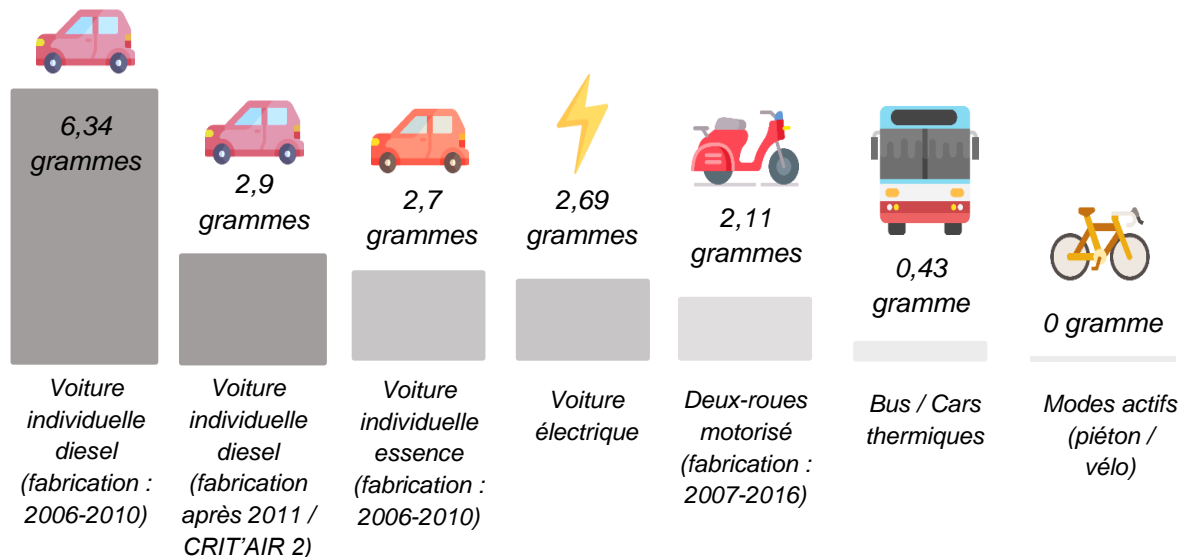 6,34
grammes
Voiture
individuelle
diesel
(fabrication :
2006-2010)
2,9
grammes
Voiture
individuelle
diesel
(fabrication
après 2011 /
CRIT’AIR 2)
2,7
grammes
Voiture
individuelle
essence
(fabrication :
2006-2010)
2,69
grammes
Voiture
électrique
2,11
grammes
Deux-roues
motorisé
(fabrication :
2007-2016)
0,43
gramme
Bus / Cars
thermiques
0 gramme
Modes actifs
(piéton /
vélo)